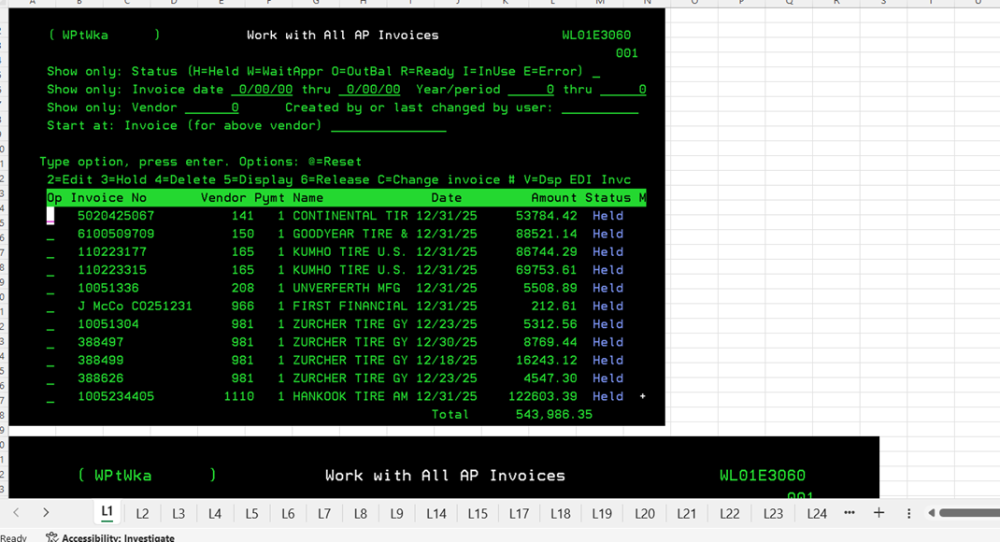 A B C D E F G H I J K L M N O P Q R S T U
( WPtWka ) Work with All AP Invoices WL01E3060
001
Show only: Status (H=Held W=WaitAppr O=OutBal R=Ready I=InUse E=Error) _
Show only: Invoice date 0/00/00 thru 0/00/00 Year/period 0 thru 0
Show only: Vendor 0 Created by or last changed by user:
Start at: Invoice (for above vendor)
Type option, press enter. Options: @=Reset
2=Edit 3=Hold 4=Delete 5=Display 6=Release C=Change invoice # V=Dsp EDI Invc
Op Invoice No Vendor Pymt Name Date Amount Status M
5020425067 141 1 CONTINENTAL TIR 12/31/25 53784.42 Held
6100509709 150 1 GOODYEAR TIRE & 12/31/25 88521.14 Held
110223177 165 1 KUMHO TIRE U.S. 12/31/25 86744.29 Held
110223315 165 1 KUMHO TIRE U.S. 12/31/25 69753.61 Held
10051336 208 1 UNVERFERTH MFG 12/31/25 5508.89 Held
J McCo CO251231 966 1 FIRST FINANCIAL 12/31/25 212.61 Held
10051304 981 1 ZURCHER TIRE GY 12/23/25 5312.56 Held
388497 981 1 ZURCHER TIRE GY 12/30/25 8769.44 Held
388499 981 1 ZURCHER TIRE GY 12/18/25 16243.12 Held
388626 981 1 ZURCHER TIRE GY 12/23/25 4547.30 Held
1005234405 1110 1 HANKOOK TIRE AM 12/31/25 122603.39 Held +
Total 543,986.35
( WPtWka ) Work with All AP Invoices WL01E3060
001
L1 L2 L3 L4 L5 L6 L7 L8 L9 L14 L15 L17 L18 L19 L20 L21 L22 L23 L24 ••• +
Ready Accessibility: Investigate